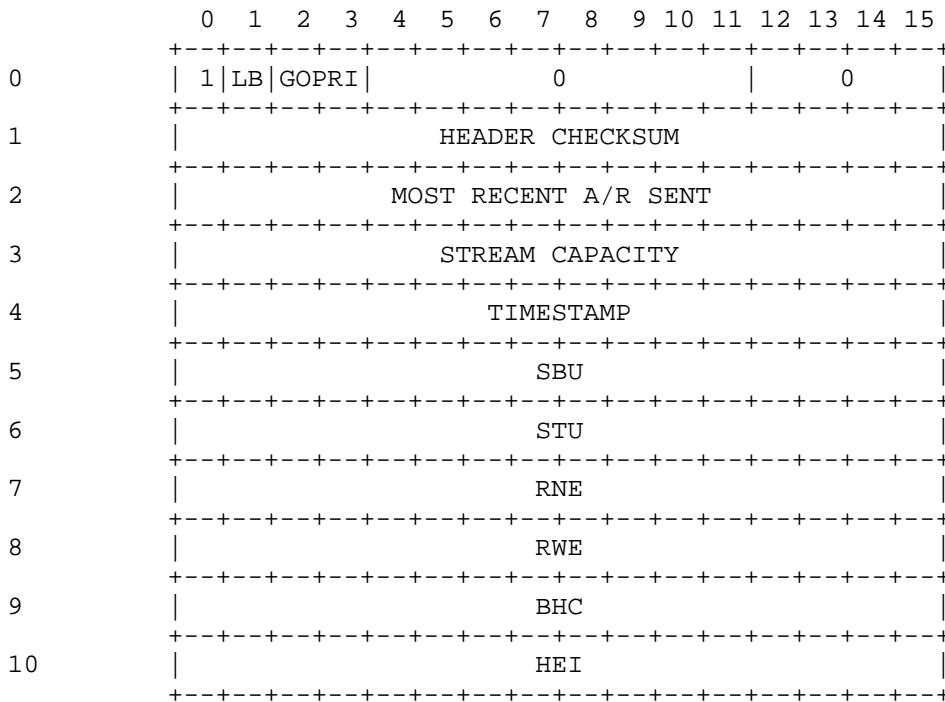 0 1 2 3 4 5 6 7 8 9 10 11 12 13 14 15
+--+--+--+--+--+--+--+--+--+--+--+--+--+--+--+--+
0 | 1|LB|GOPRI| 0 | 0 |
+--+--+--+--+--+--+--+--+--+--+--+--+--+--+--+--+
1 | HEADER CHECKSUM |
+--+--+--+--+--+--+--+--+--+--+--+--+--+--+--+--+
2 | MOST RECENT A/R SENT |
+--+--+--+--+--+--+--+--+--+--+--+--+--+--+--+--+
3 | STREAM CAPACITY |
+--+--+--+--+--+--+--+--+--+--+--+--+--+--+--+--+
4 | TIMESTAMP |
+--+--+--+--+--+--+--+--+--+--+--+--+--+--+--+--+
5 | SBU |
+--+--+--+--+--+--+--+--+--+--+--+--+--+--+--+--+
6 | STU |
+--+--+--+--+--+--+--+--+--+--+--+--+--+--+--+--+
7 | RNE |
+--+--+--+--+--+--+--+--+--+--+--+--+--+--+--+--+
8 | RWE |
+--+--+--+--+--+--+--+--+--+--+--+--+--+--+--+--+
9 | BHC |
+--+--+--+--+--+--+--+--+--+--+--+--+--+--+--+--+
10 | HEI |
+--+--+--+--+--+--+--+--+--+--+--+--+--+--+--+--+